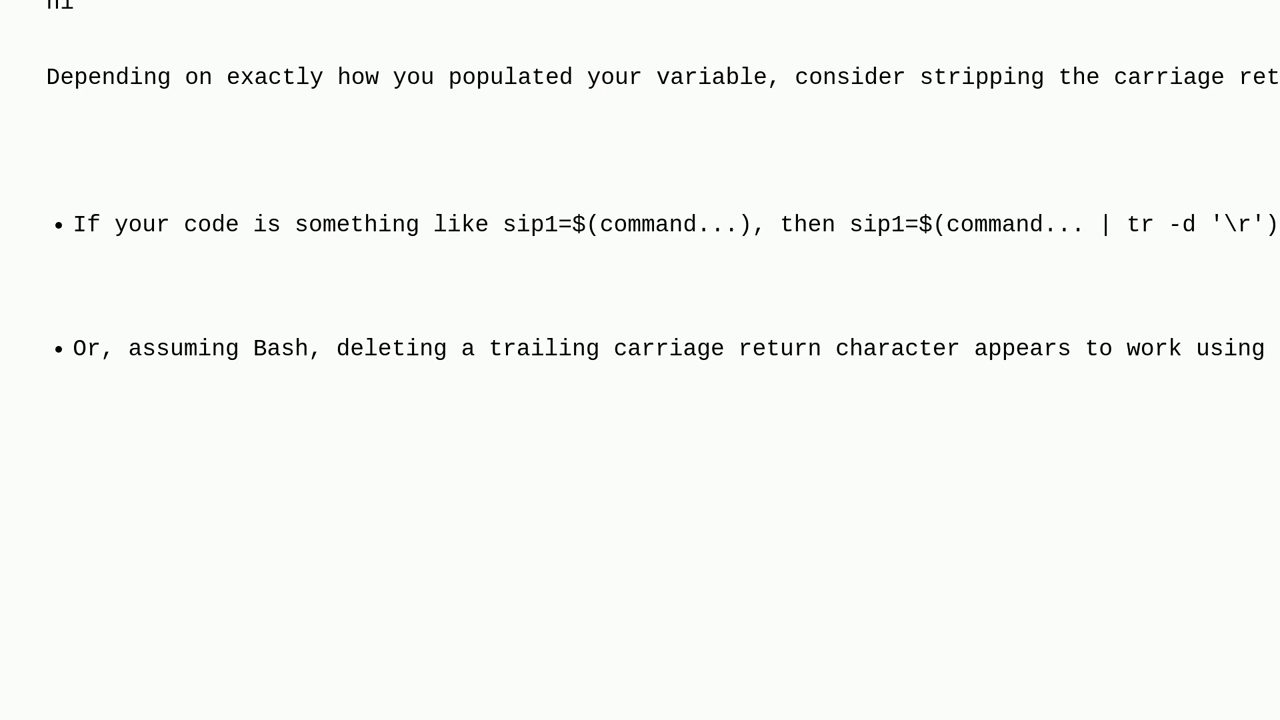 Depending on exactly how you populated your variable, consider stripping the carriage ret
• If your code is something like sip1=$(command...), then sip1=$(command... | tr -d '\r')
• Or, assuming Bash, deleting a trailing carriage return character appears to work using